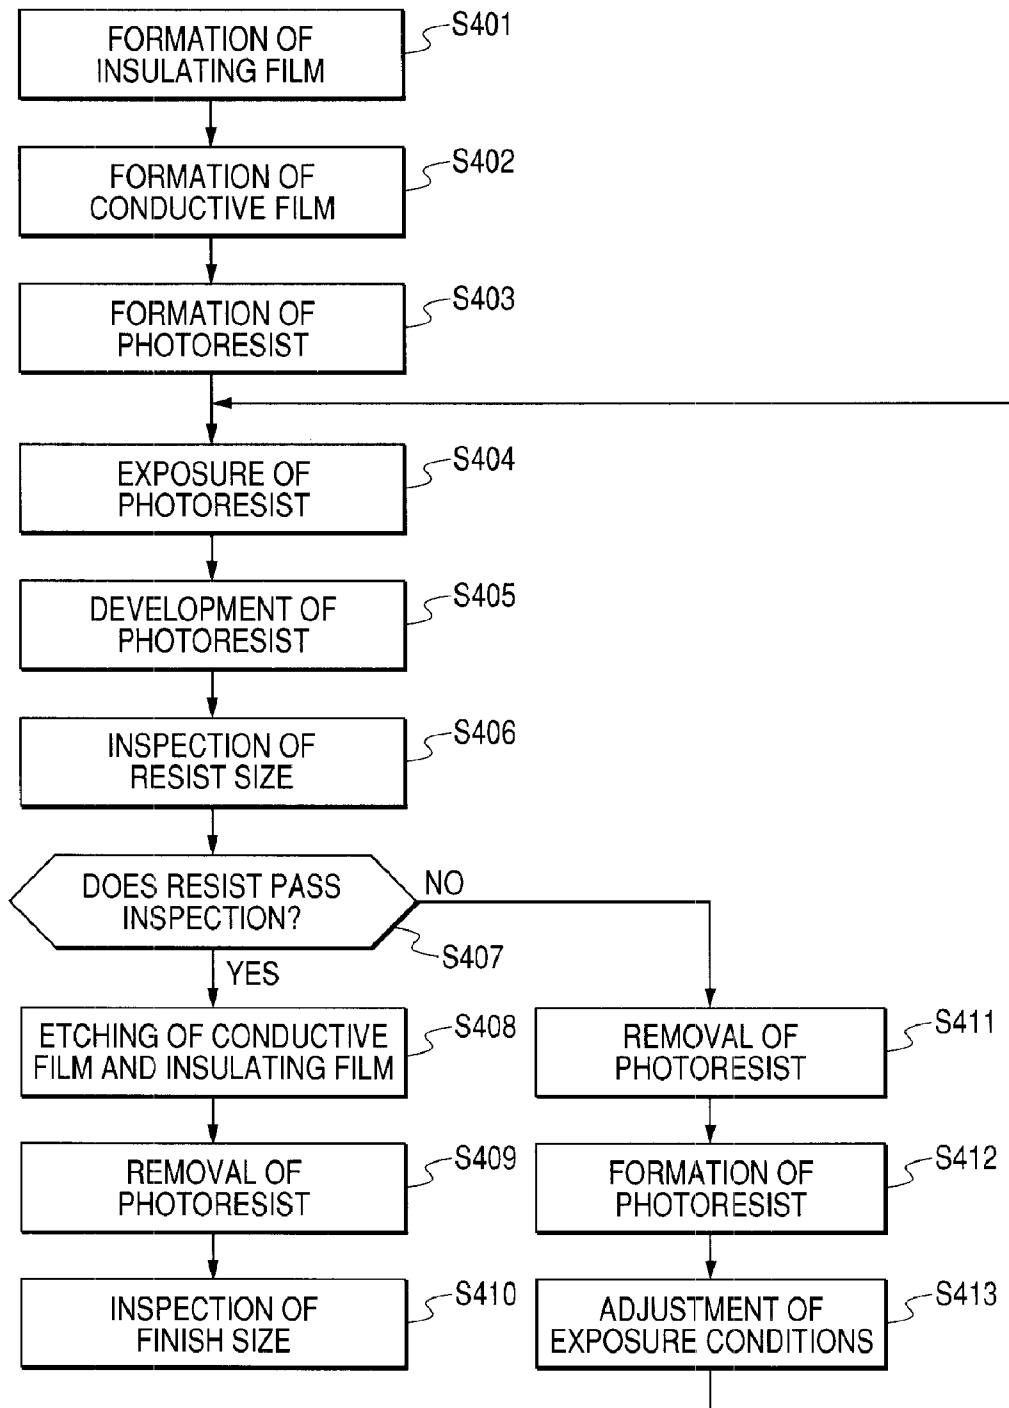 FORMATION OF
INSULATING FILM
S401
FORMATION OF
CONDUCTIVE FILM
S402
FORMATION OF
PHOTORESIST
S403
EXPOSURE OF
PHOTORESIST
S404
DEVELOPMENT OF
PHOTORESIST
S405
INSPECTION OF
RESIST SIZE
S406
DOES RESIST PASS
INSPECTION?
NO
S407
YES
ETCHING OF CONDUCTIVE
FILM AND INSULATING FILM
S408
REMOVAL OF
PHOTORESIST
S411
REMOVAL OF
PHOTORESIST
S409
FORMATION OF
PHOTORESIST
S412
INSPECTION OF
FINISH SIZE
S410
ADJUSTMENT OF
EXPOSURE CONDITIONS
S413